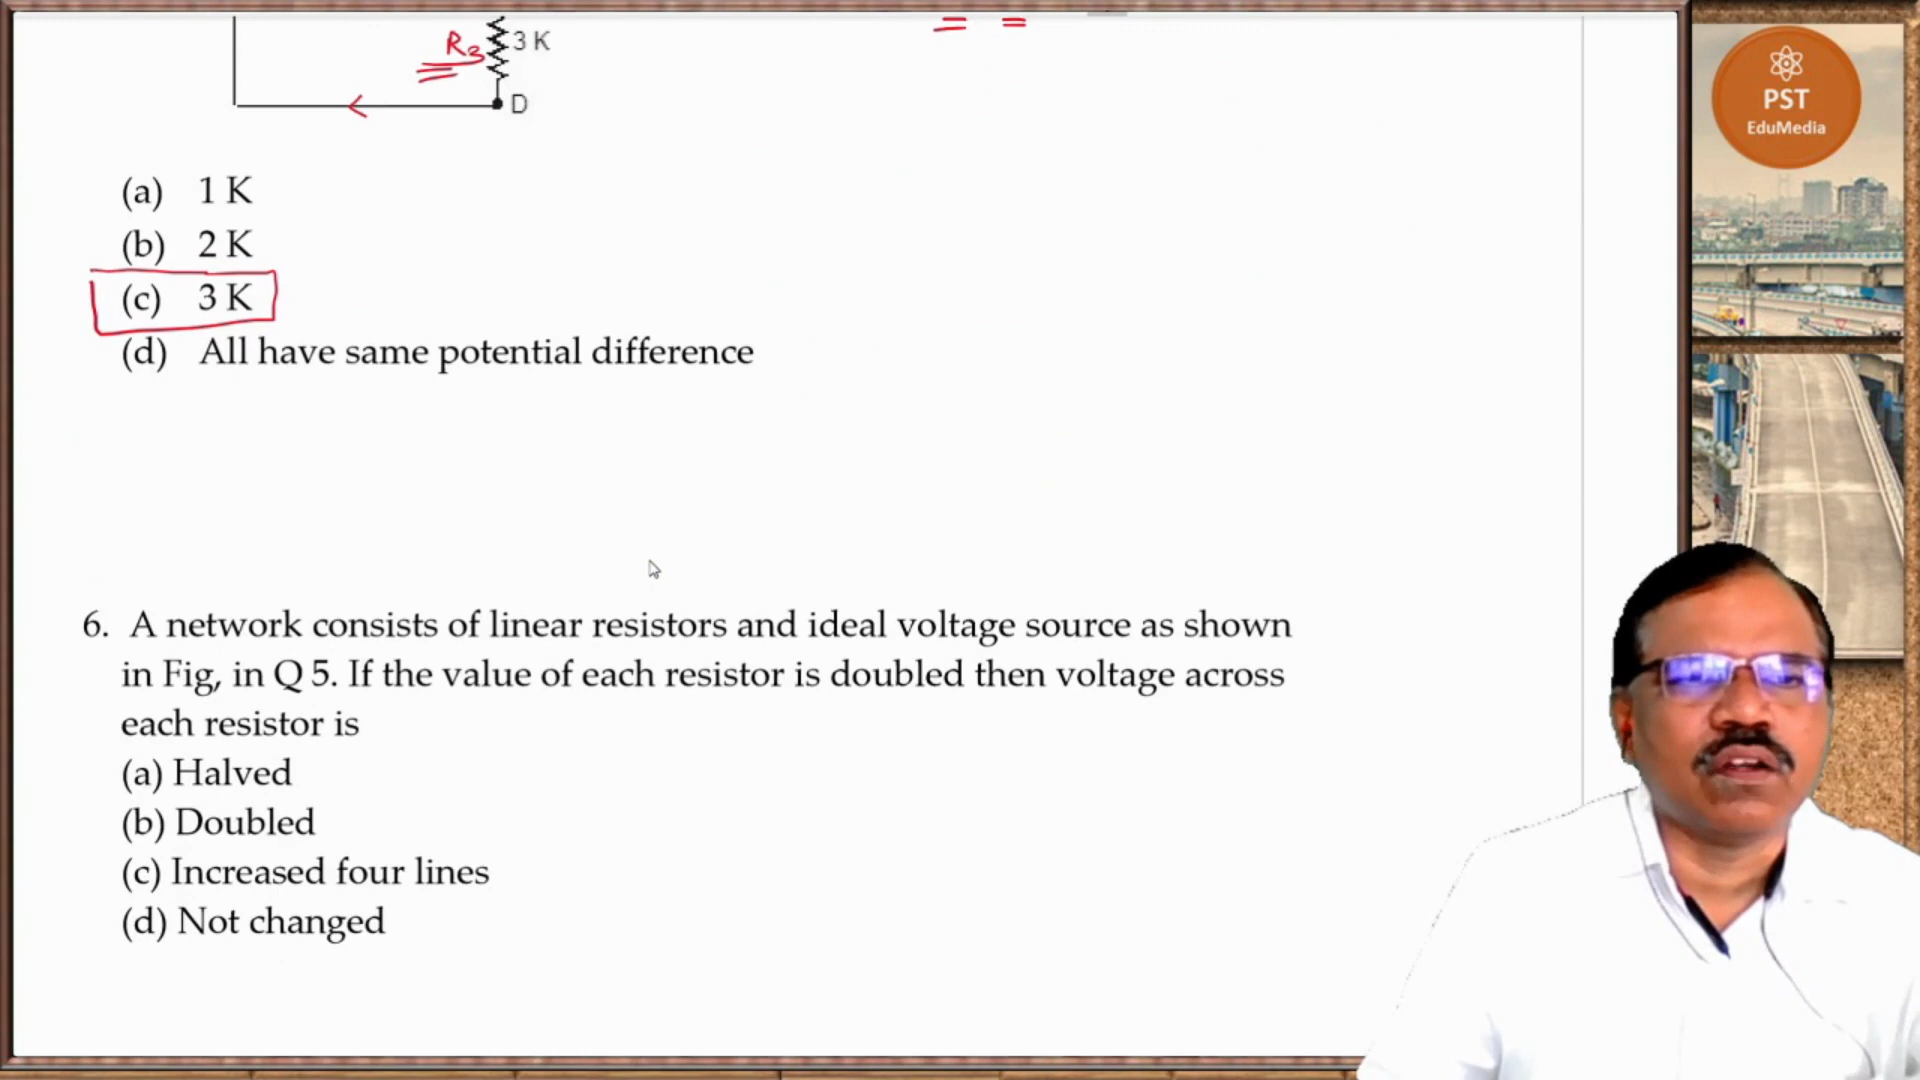 R3 3 K
D
= =
PST
EduMedia
(a) 1 K
(b) 2 K
(c) 3 K
(d) All have same potential difference
6. A network consists of linear resistors and ideal voltage source as shown
in Fig, in Q 5. If the value of each resistor is doubled then voltage across
each resistor is
(a) Halved
(b) Doubled
(c) Increased four lines
(d) Not changed